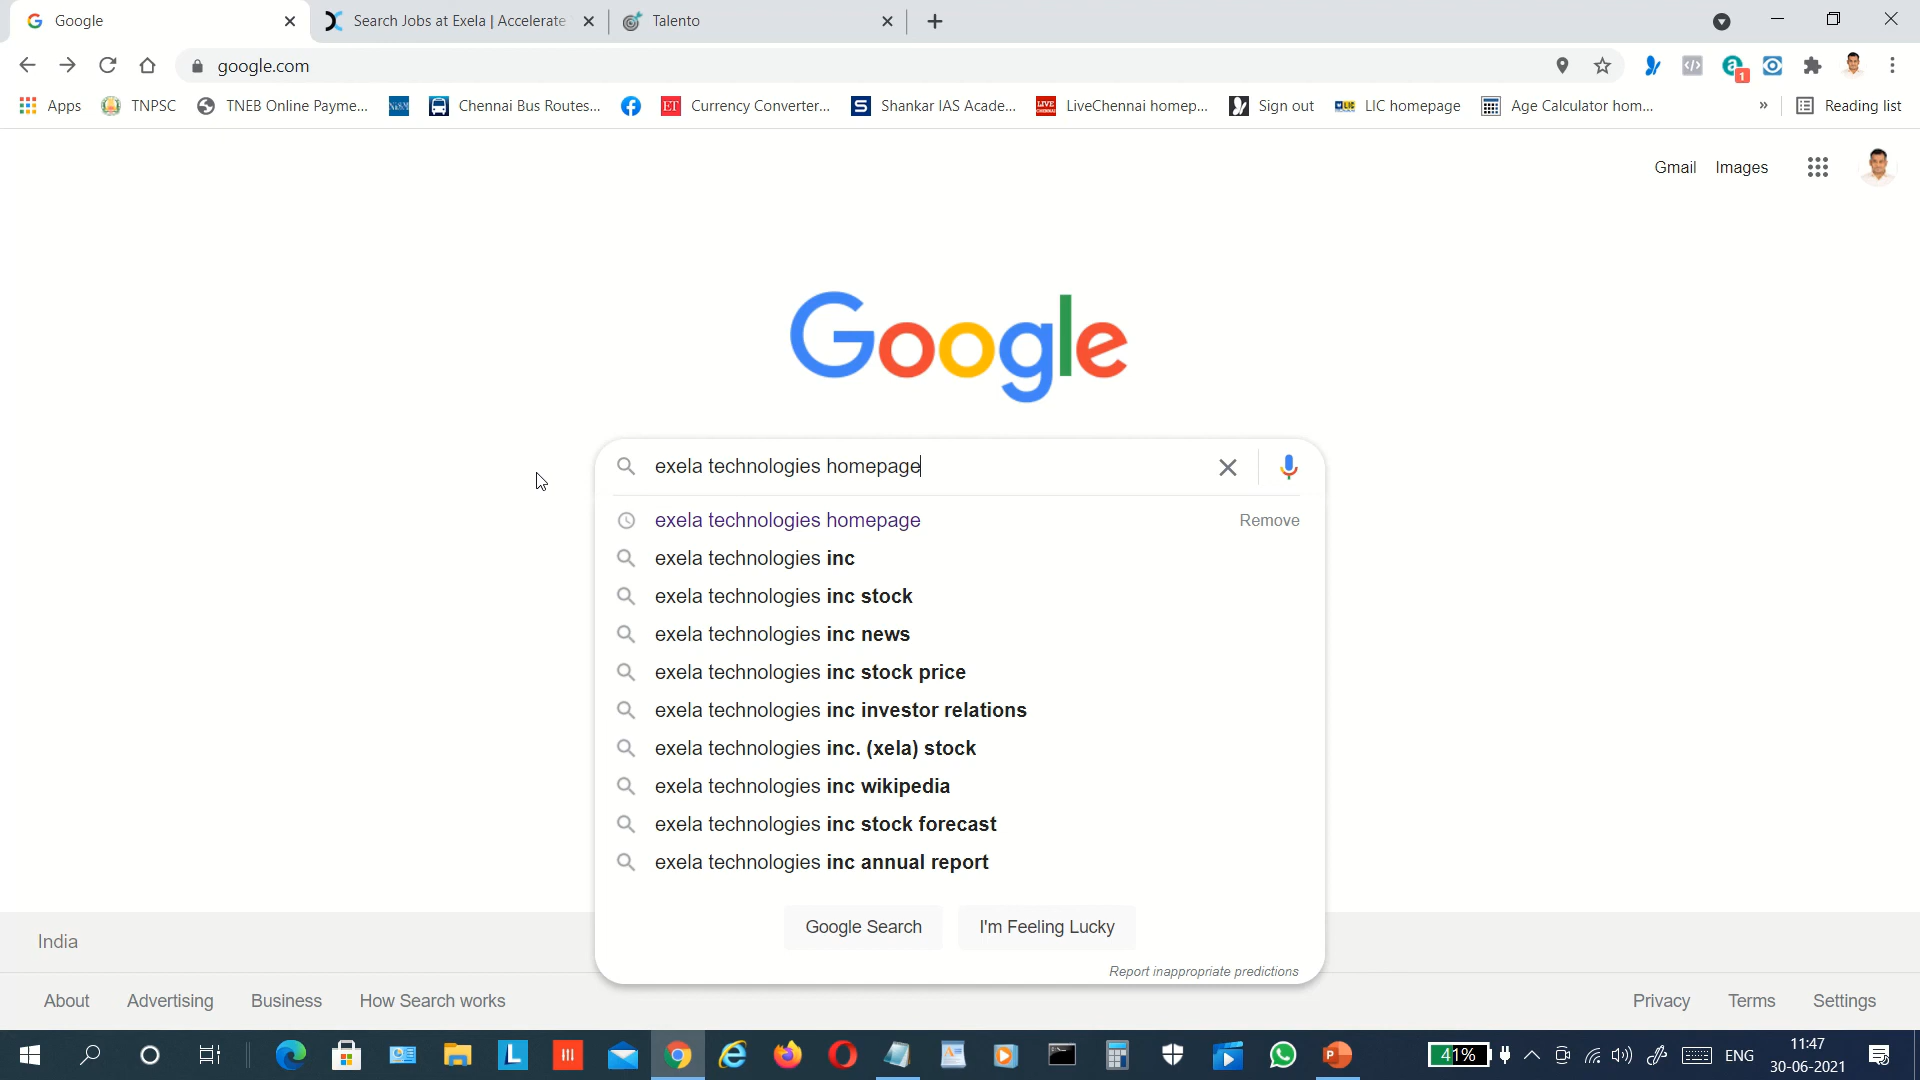 Google
Search Jobs at Exela | Accelerate
Talento
google.com
1
Apps
TNPSC
TNEB Online Payme...
Chennai Bus Routes...
ET
Currency Converter...
S
Shankar IAS Acade...
LIVE
LiveChennai homep...
Sign out
LIC
LIC homepage
Age Calculator hom...
»
Reading list
Gmail
Images
Google
exela technologies homepage
exela technologies homepage
Remove
exela technologies inc
exela technologies inc stock
exela technologies inc news
exela technologies inc stock price
exela technologies inc investor relations
exela technologies inc. (xela) stock
exela technologies inc wikipedia
exela technologies inc stock forecast
exela technologies inc annual report
Google Search
I'm Feeling Lucky
Report inappropriate predictions
India
About
Advertising
Business
How Search works
Privacy
Terms
Settings
L
P
41%
ENG
11:47
30-06-2021